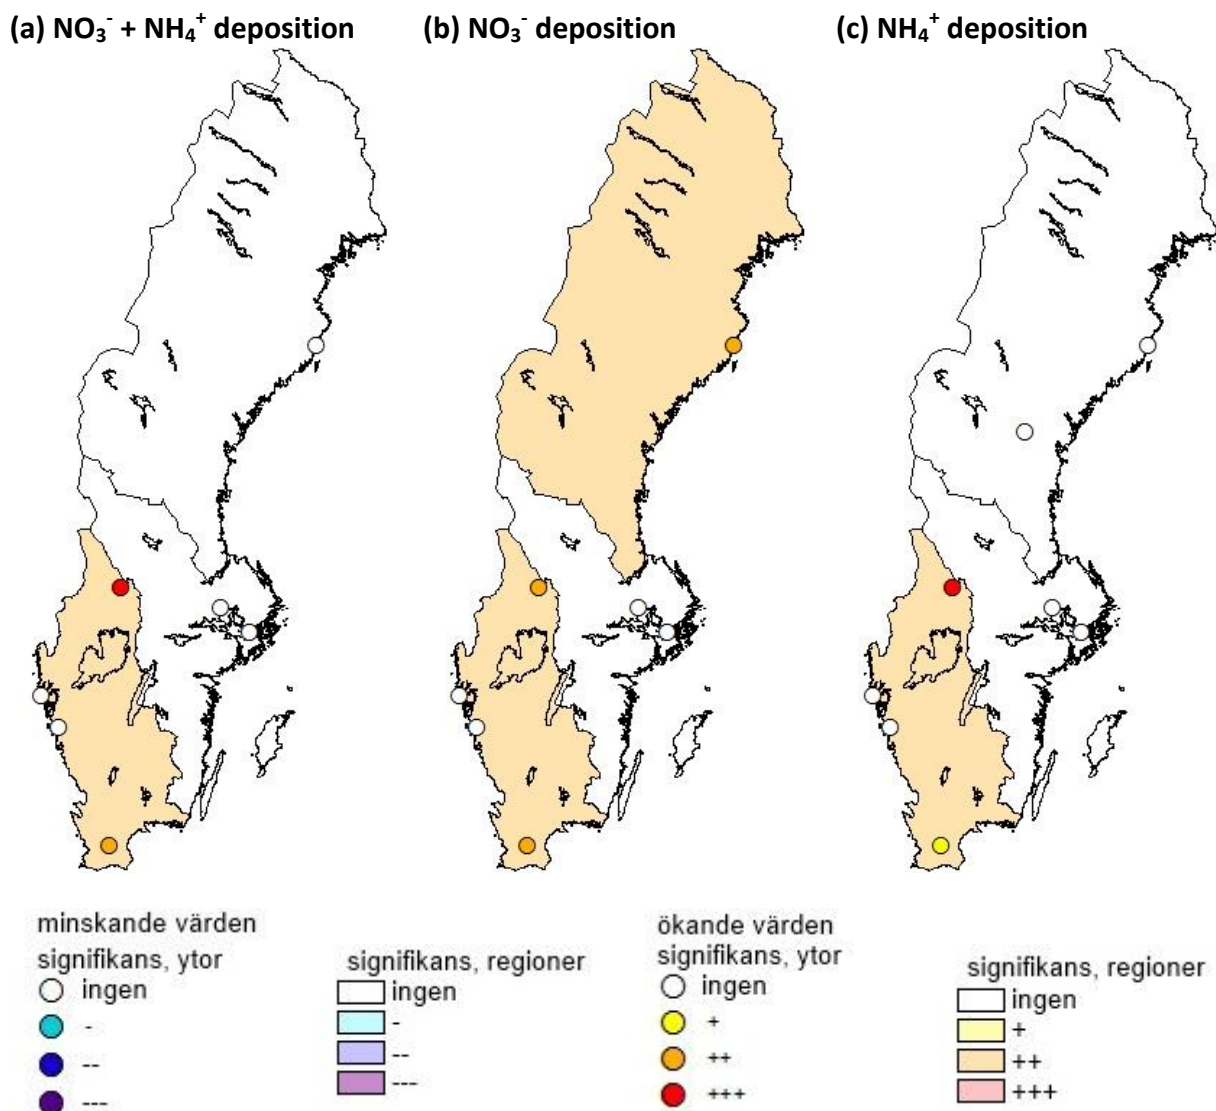 (a) NO₃⁻ + NH₄⁺ deposition
(b) NO₃⁻ deposition
(c) NH₄⁺ deposition
minskande värden
signifikans, ytor
ingen
-
--
---
signifikans, regioner
ingen
-
--
---
ökande värden
signifikans, ytor
ingen
+
++
+++
signifikans, regioner
ingen
+
++
+++